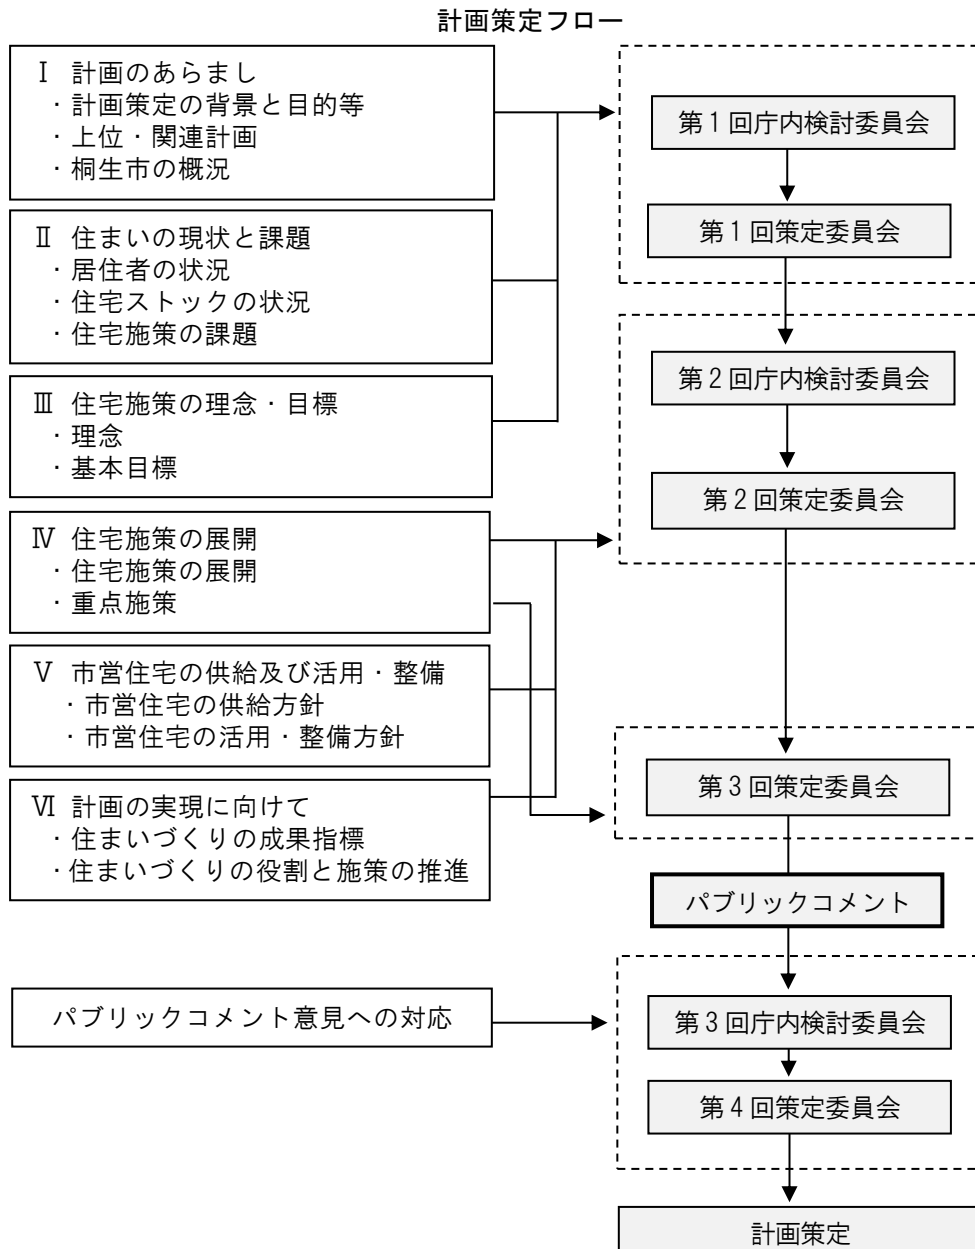 計画策定フロー
Ⅰ 計画のあらまし
・計画策定の背景と目的等
・上位・関連計画
・桐生市の概況
Ⅱ 住まいの現状と課題
・居住者の状況
・住宅ストックの状況
・住宅施策の課題
Ⅲ 住宅施策の理念・目標
・理念
・基本目標
Ⅳ 住宅施策の展開
・住宅施策の展開
・重点施策
Ⅴ 市営住宅の供給及び活用・整備
・市営住宅の供給方針
・市営住宅の活用・整備方針
Ⅵ 計画の実現に向けて
・住まいづくりの成果指標
・住まいづくりの役割と施策の推進
パブリックコメント意見への対応
第1回庁内検討委員会
第1回策定委員会
第2回庁内検討委員会
第2回策定委員会
第3回策定委員会
パブリックコメント
第3回庁内検討委員会
第4回策定委員会
計画策定